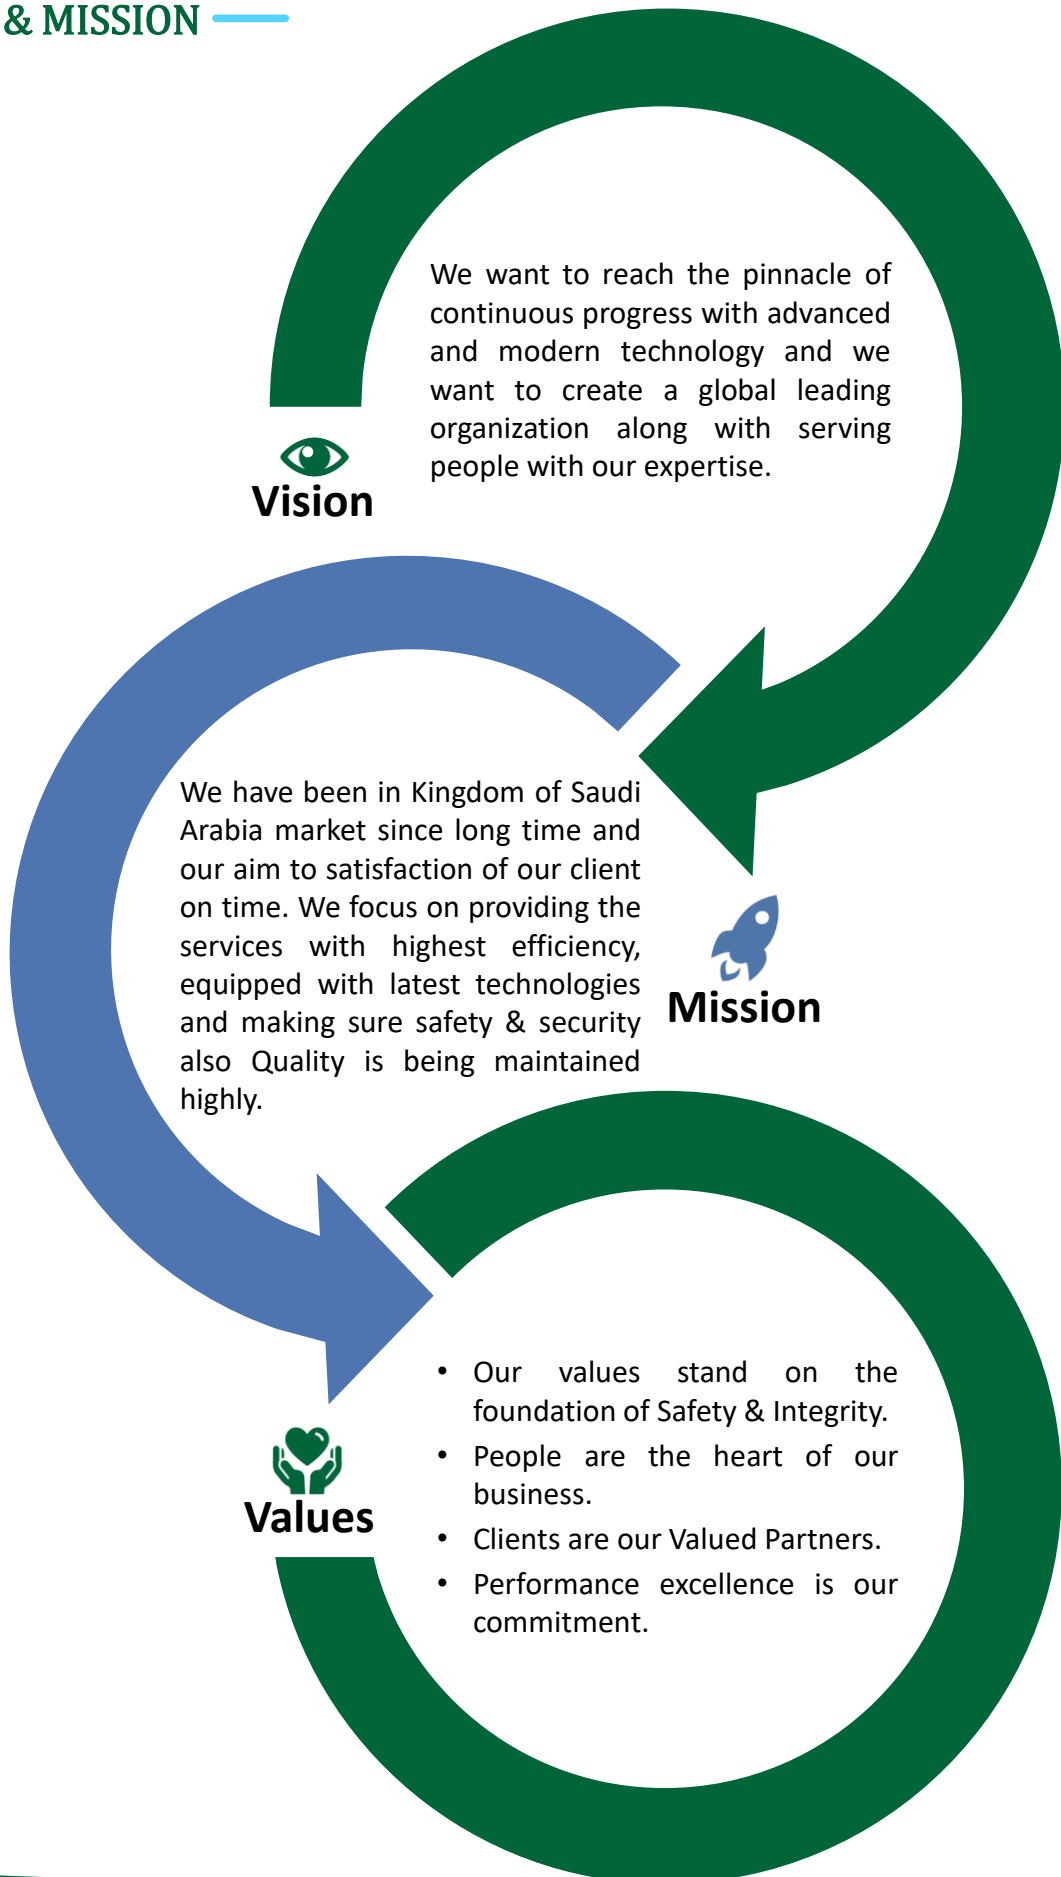 & MISSION
We want to reach the pinnacle of
continuous progress with advanced
and modern technology and we
want to create a global leading
organization along with serving
people with our expertise.
Vision
We have been in Kingdom of Saudi
Arabia market since long time and
our aim to satisfaction of our client
on time. We focus on providing the
services with highest efficiency,
equipped with latest technologies
and making sure safety & security
also Quality is being maintained
highly.
Mission
• Our values stand on the
foundation of Safety & Integrity.
• People are the heart of our
business.
• Clients are our Valued Partners.
• Performance excellence is our
commitment.
Values